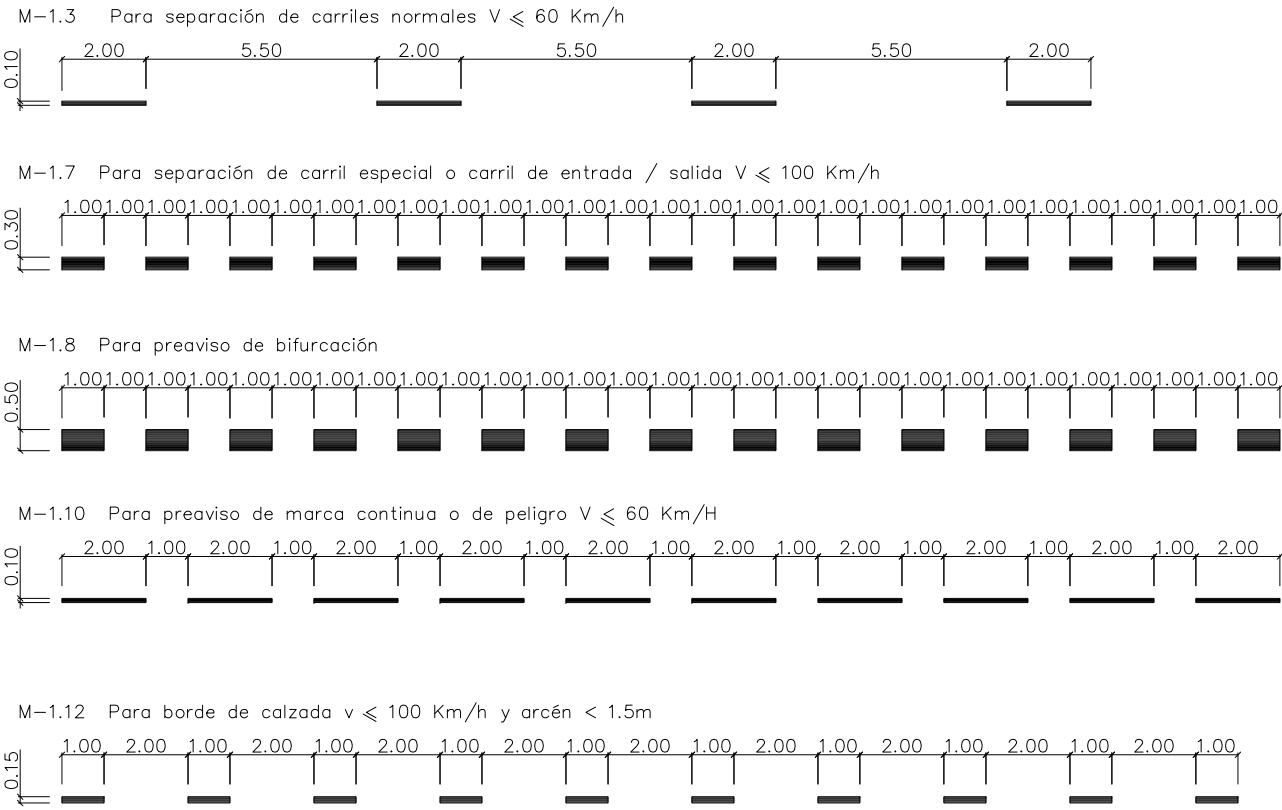 M-1.3 Para separación de carriles normales V ⩽ 60 Km/h
2.00 5.50 2.00 5.50 2.00 5.50 2.00
0.10
M-1.7 Para separación de carril especial o carril de entrada / salida V ⩽ 100 Km/h
1.00 1.00 1.00 1.00 1.00 1.00 1.00 1.00 1.00 1.00 1.00 1.00 1.00 1.00 1.00 1.00 1.00 1.00 1.00 1.00 1.00 1.00 1.00 1.00 1.00 1.00 1.00 1.00 1.00
0.30
M-1.8 Para preaviso de bifurcación
1.00 1.00 1.00 1.00 1.00 1.00 1.00 1.00 1.00 1.00 1.00 1.00 1.00 1.00 1.00 1.00 1.00 1.00 1.00 1.00 1.00 1.00 1.00 1.00 1.00 1.00 1.00 1.00 1.00
0.50
M-1.10 Para preaviso de marca continua o de peligro V ⩽ 60 Km/H
2.00 1.00 2.00 1.00 2.00 1.00 2.00 1.00 2.00 1.00 2.00 1.00 2.00 1.00 2.00 1.00 2.00 1.00 2.00
0.10
M-1.12 Para borde de calzada v ⩽ 100 Km/h y arcén < 1.5m
1.00 2.00 1.00 2.00 1.00 2.00 1.00 2.00 1.00 2.00 1.00 2.00 1.00 2.00 1.00 2.00 1.00 2.00 1.00
0.15